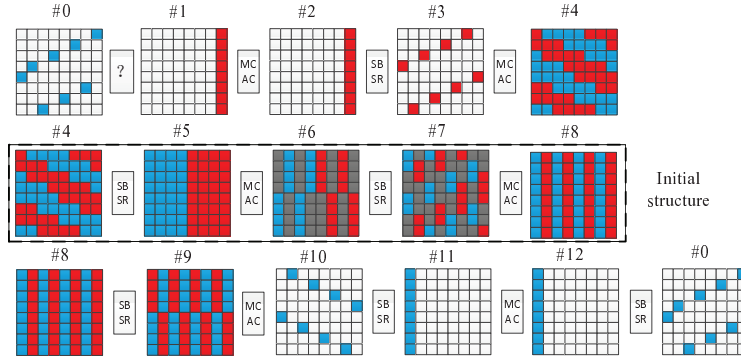 #0 #1 #2 #3 #4
? MC AC SB SR MC AC
#4 #5 #6 #7 #8
SB SR MC AC SB SR MC AC
Initial
structure
#8 #9 #10 #11 #12 #0
SB SR MC AC SB SR MC AC SB SR